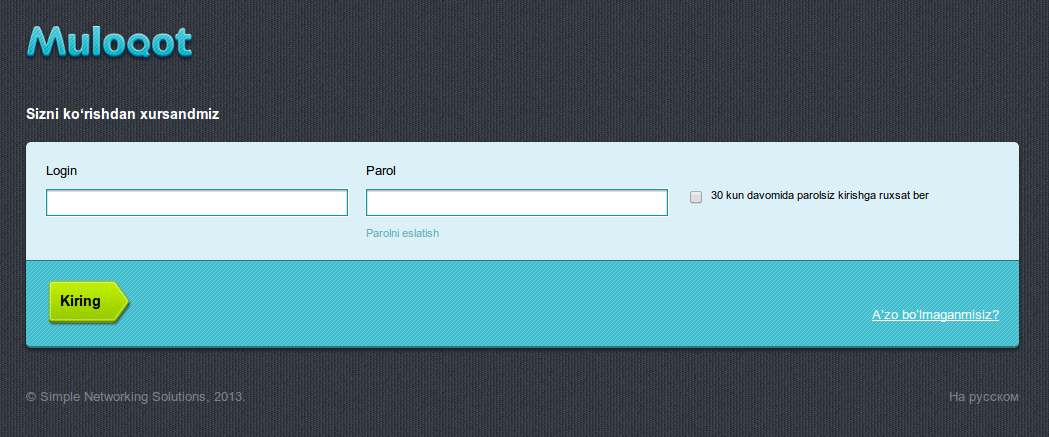 Muloqot
Sizni ko‘rishdan xursandmiz
Login
Parol
30 kun davomida parolsiz kirishga ruxsat ber
Parolni eslatish
Kiring
A'zo bo'lmaganmisiz?
© Simple Networking Solutions, 2013.
На русском